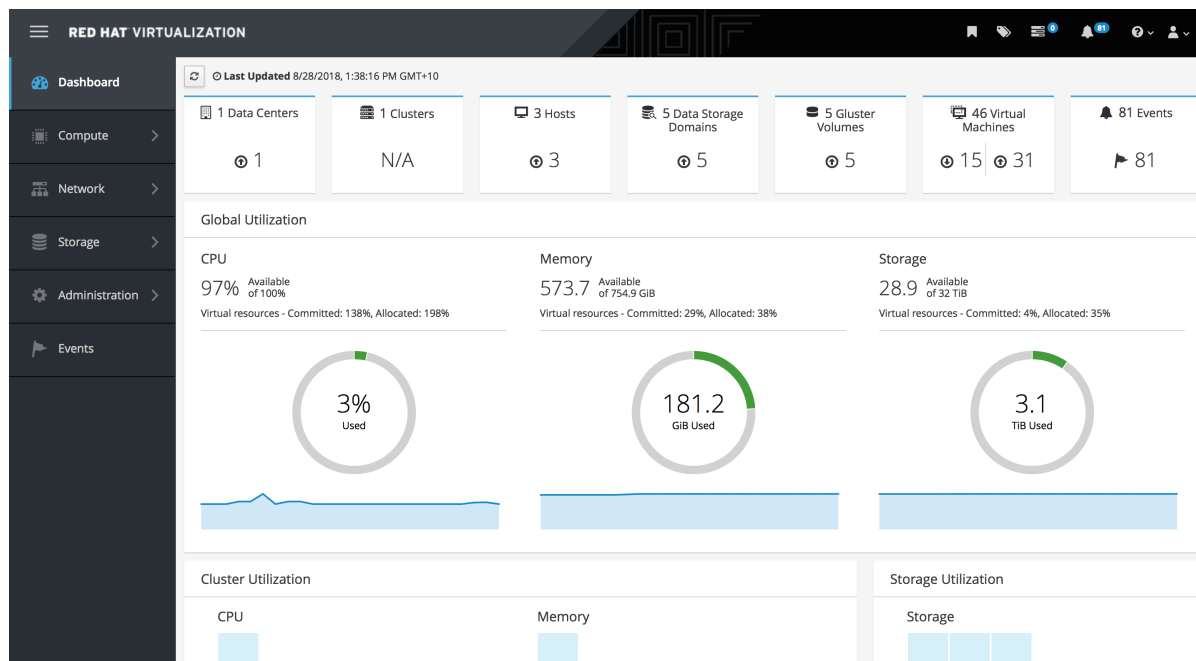 RED HAT VIRTUALIZATION
0
81
Dashboard
Compute
Network
Storage
Administration
Events
Last Updated 8/28/2018, 1:38:16 PM GMT+10
1 Data Centers
1
1 Clusters
N/A
3 Hosts
3
5 Data Storage
Domains
5
5 Gluster
Volumes
5
46 Virtual
Machines
15 31
81 Events
81
Global Utilization
CPU
97% Available
of 100%
Virtual resources - Committed: 138%, Allocated: 198%
3%
Used
Memory
573.7 Available
of 754.9 GiB
Virtual resources - Committed: 29%, Allocated: 38%
181.2
GiB Used
Storage
28.9 Available
of 32 TiB
Virtual resources - Committed: 4%, Allocated: 35%
3.1
TiB Used
Cluster Utilization
CPU
Memory
Storage Utilization
Storage